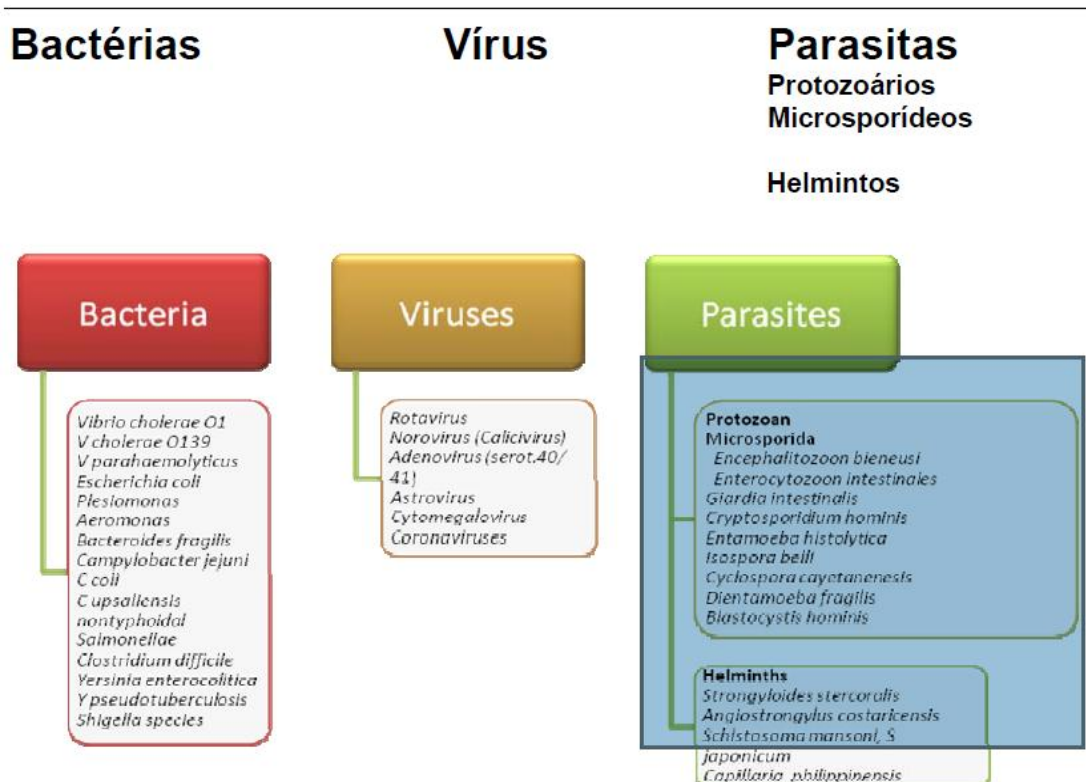 Bactérias
Vírus
Parasitas
Protozoários
Microsporídeos
Helmintos
Bacteria
Vibrio cholerae O1
V cholerae O139
V parahaemolyticus
Escherichia coli
Plesiomonas
Aeromonas
Bacteroides fragilis
Campylobacter jejuni
C coli
C upsaliensis
nontyphoidal
Salmonellae
Clostridium difficile
Yersinia enterocolitica
Y pseudotuberculosis
Shigella species
Viruses
Rotavirus
Norovirus (Calicivirus)
Adenovirus (serot.40/
41)
Astrovirus
Cytomegalovirus
Coronaviruses
Parasites
Protozoan
Microsporida
Encephalitozoon bieneusi
Enterocytozoon intestinales
Giardia intestinalis
Cryptosporidium hominis
Entamoeba histolytica
Isospora belli
Cyclospora cayetanenesis
Dientamoeba fragilis
Blastocystis hominis
Helminths
Strongyloides stercoralis
Angiostrongylus costaricensis
Schistosoma mansoni, S
japonicum
Capillaria philippinensis